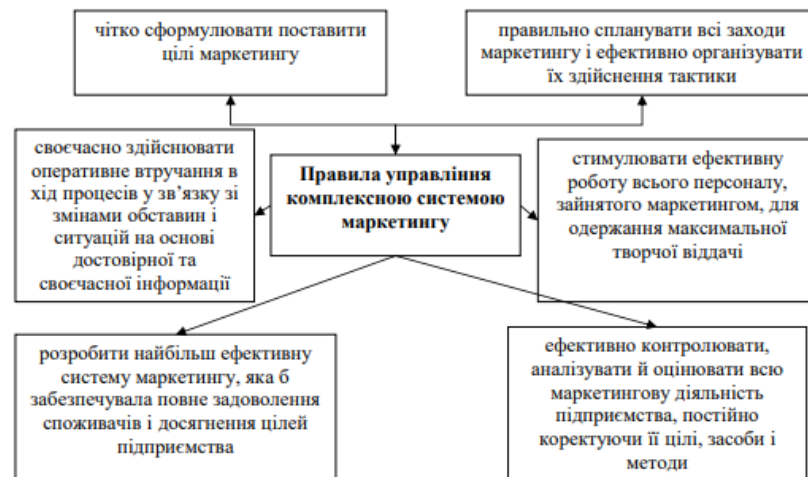 чітко сформулювати поставити
цілі маркетингу
правильно спланувати всі заходи
маркетингу і ефективно організувати
їх здійснення тактики
своєчасно здійснювати
оперативне втручання в
хід процесів у зв’язку зі
змінами обставин і
ситуацій на основі
достовірної та
своєчасної інформації
Правила управління
комплексною системою
маркетингу
стимулювати ефективну
роботу всього персоналу,
зайнятого маркетингом, для
одержання максимальної
творчої віддачі
розробити найбільш ефективну
систему маркетингу, яка б
забезпечувала повне задоволення
споживачів і досягнення цілей
підприємства
ефективно контролювати,
аналізувати й оцінювати всю
маркетингову діяльність
підприємства, постійно
коректуючи її цілі, засоби і
методи